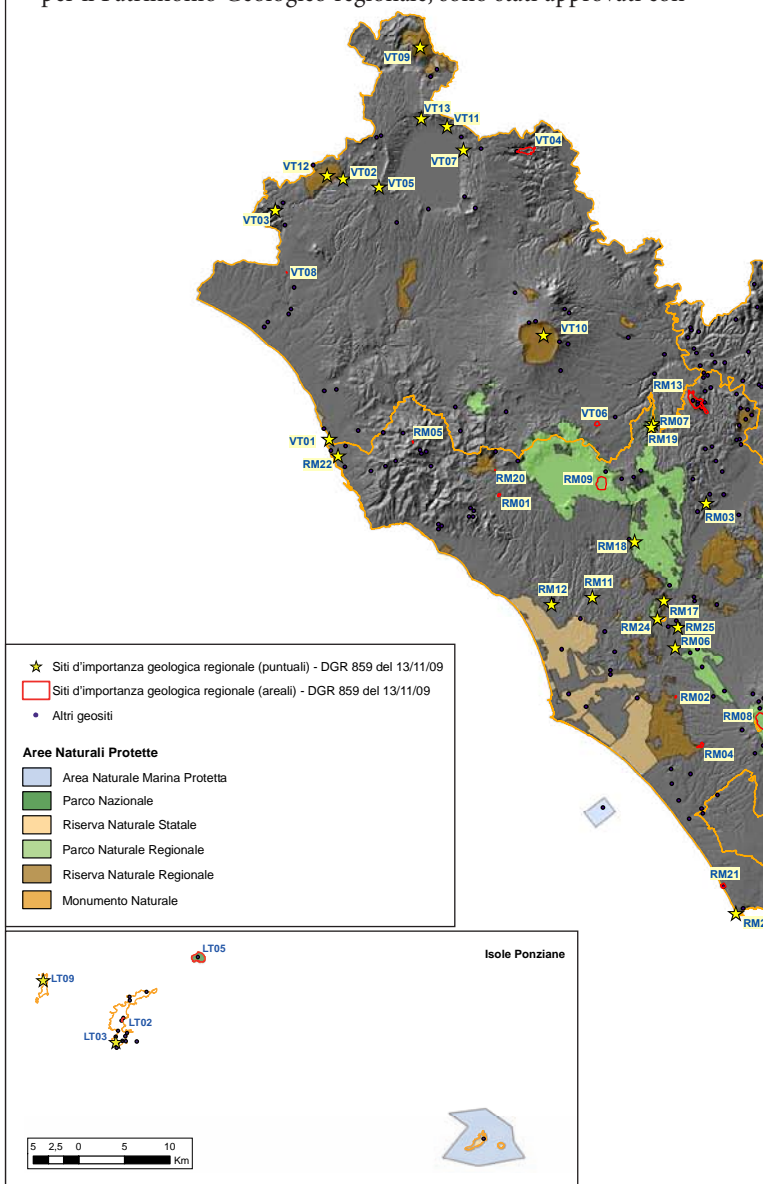 per il Patrimonio Geologico regionale, sono stati approvati con
VT09
VT13
VT11
VT07
VT04
VT12
VT02
VT05
VT03
VT08
VT10
RM13
VT06
RM07
RM19
VT01
RM05
RM22
RM20
RM09
RM01
RM03
RM18
RM12
RM11
RM17
RM24
RM25
RM06
RM02
RM08
RM04
RM21
RM2
Siti d'importanza geologica regionale (puntuali) - DGR 859 del 13/11/09
Siti d'importanza geologica regionale (areali) - DGR 859 del 13/11/09
Altri geositi
Aree Naturali Protette
Area Naturale Marina Protetta
Parco Nazionale
Riserva Naturale Statale
Parco Naturale Regionale
Riserva Naturale Regionale
Monumento Naturale
Isole Ponziane
LT05
LT09
LT02
LT03
5 2,5 0 5 10
Km